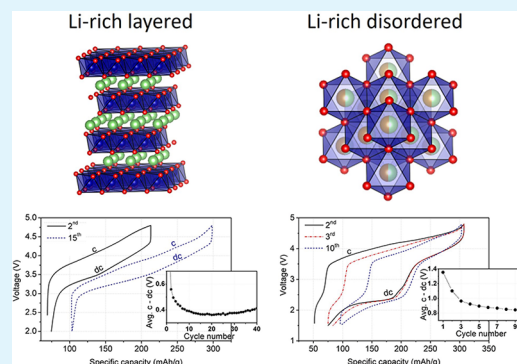 Li-rich layered
Li-rich disordered
5.0
4.5
4.0
3.5
3.0
2.5
2.0
Voltage (V)
2nd
15th
c
c
dc
dc
Avg. c - dc (V)
0.6
0.4
0 10 20 30 40
Cycle number
100 150 200 250 300
Specific capacity (mAh/g)
5
4
3
2
1
Voltage (V)
2nd
3rd
10th
c
dc
Avg. c - dc (V)
1.4
1.2
1.0
0.8
1 3 5 7 9
Cycle number
50 100 150 200 250 300 350
Specific capacity (mAh/g)